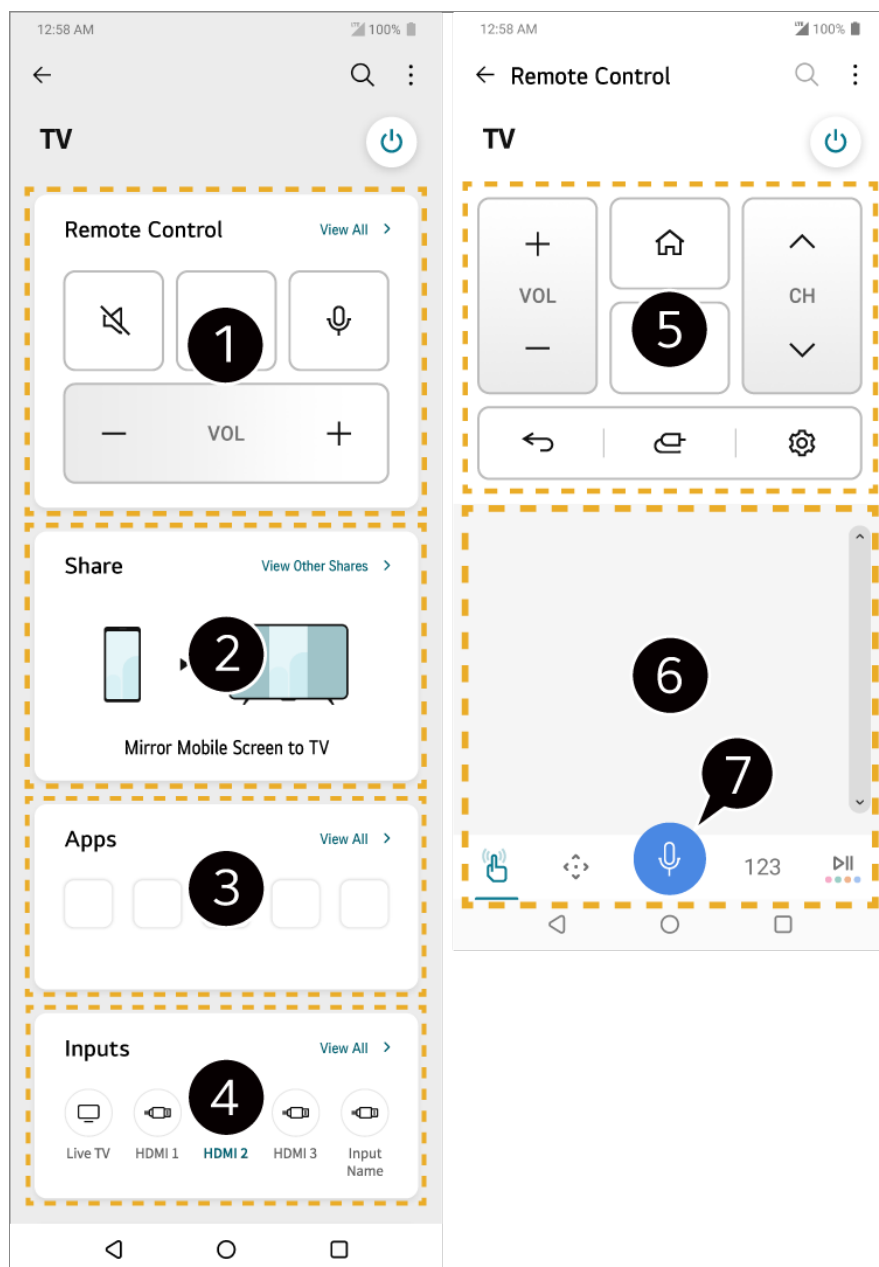 12:58 AM
LTE 100%
TV
Remote Control
View All
1
VOL
Share
View Other Shares
2
Mirror Mobile Screen to TV
Apps
View All
3
Inputs
View All
4
Live TV
HDMI 1
HDMI 2
HDMI 3
Input
Name
12:58 AM
LTE 100%
Remote Control
TV
VOL
CH
5
6
7
123